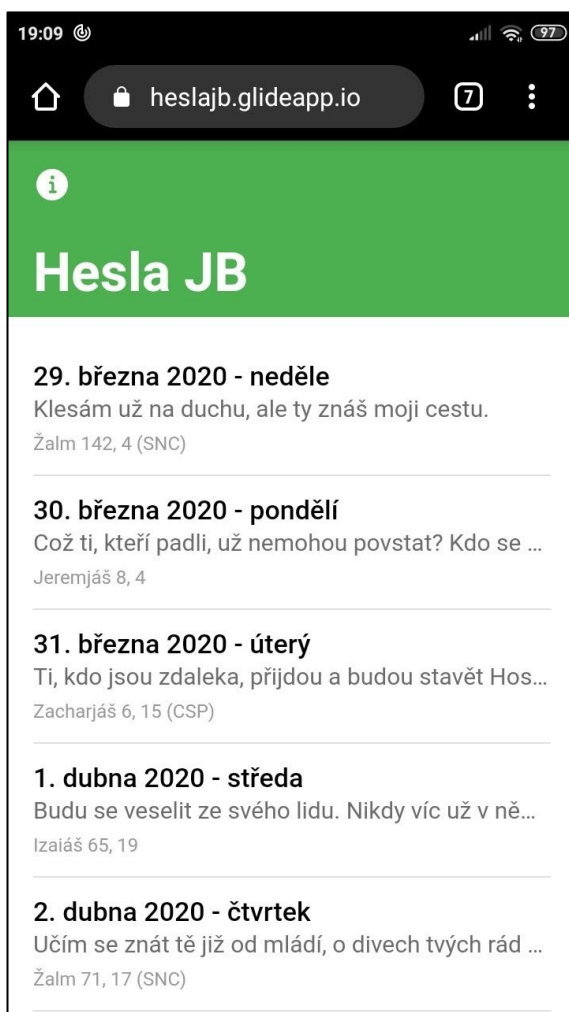 19:09 97
heslajb.glideapp.io 7
i
Hesla JB
29. března 2020 - neděle
Klesám už na duchu, ale ty znáš moji cestu.
Žalm 142, 4 (SNC)
30. března 2020 - pondělí
Což ti, kteří padli, už nemohou povstat? Kdo se ...
Jeremjáš 8, 4
31. března 2020 - úterý
Ti, kdo jsou zdaleka, přijdou a budou stavět Hos...
Zacharjáš 6, 15 (CSP)
1. dubna 2020 - středa
Budu se veselit ze svého lidu. Nikdy víc už v ně...
Izaiáš 65, 19
2. dubna 2020 - čtvrtek
Učím se znát tě již od mládí, o divech tvých rád ...
Žalm 71, 17 (SNC)